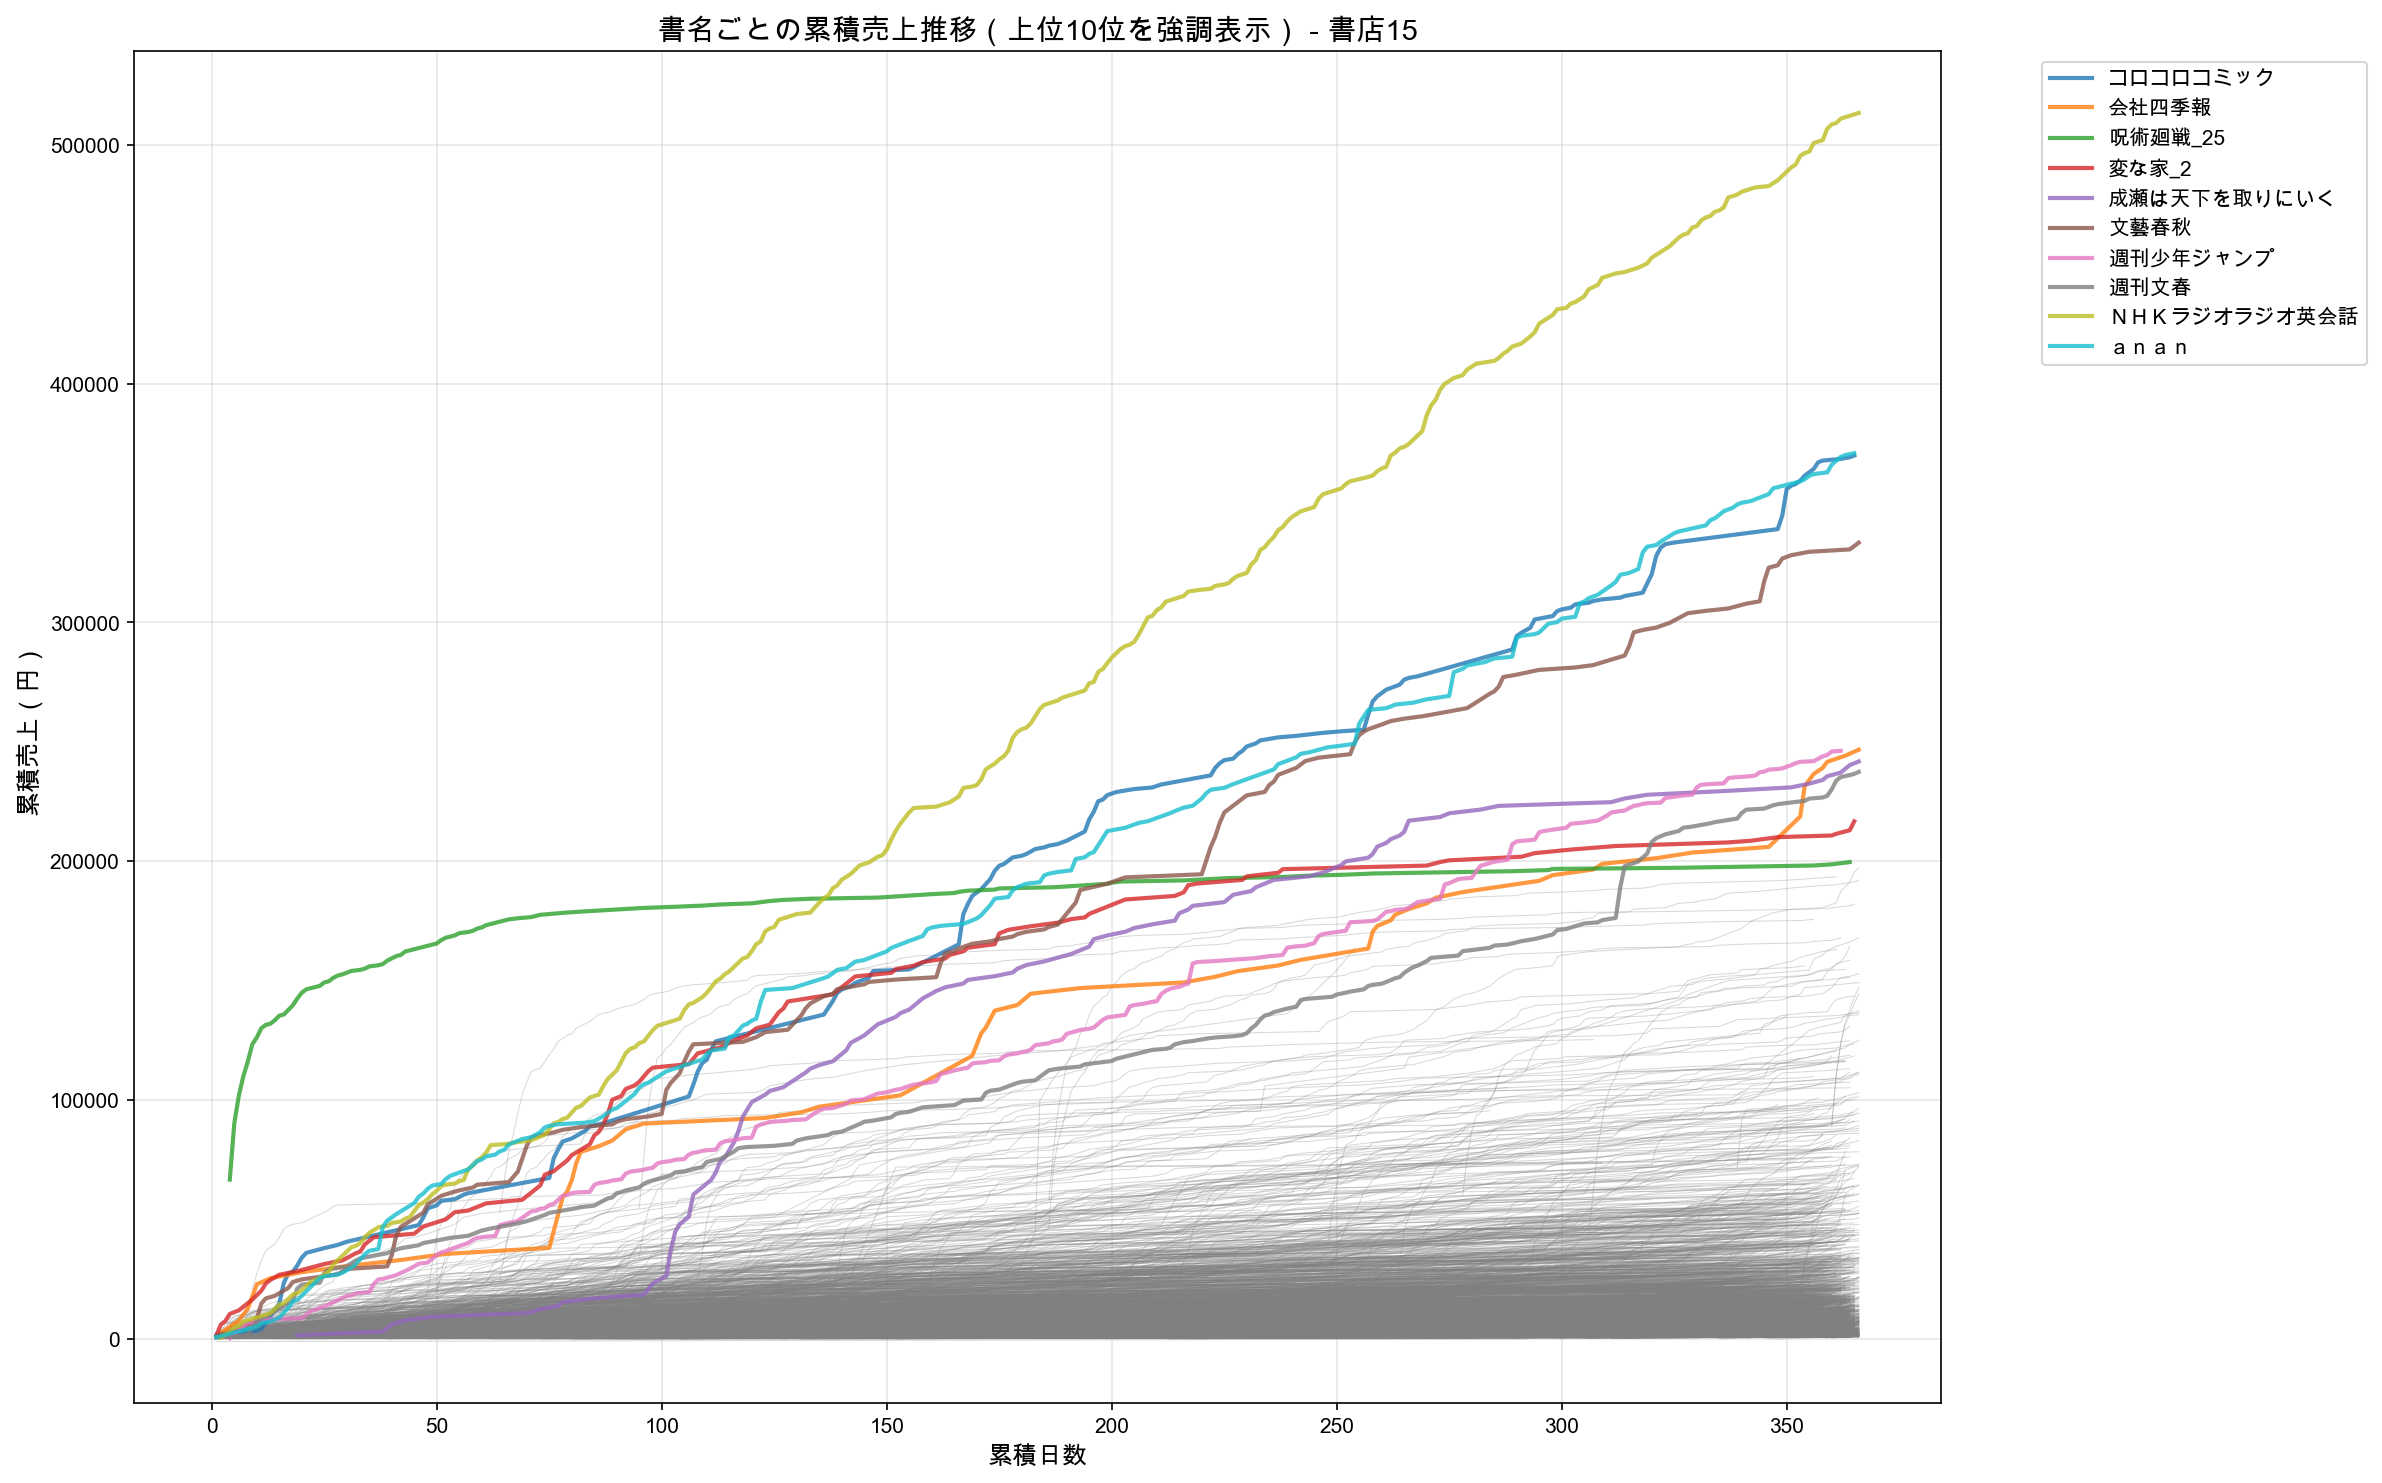 書名ごとの累積売上推移（上位10位を強調表示） - 書店15
累積売上（円）
500000
400000
300000
200000
100000
0
0 50 100 150 200 250 300 350
累積日数
コロコロコミック
会社四季報
呪術廻戦_25
変な家_2
成瀬は天下を取りにいく
文藝春秋
週刊少年ジャンプ
週刊文春
ＮＨＫラジオラジオ英会話
ａｎａｎ